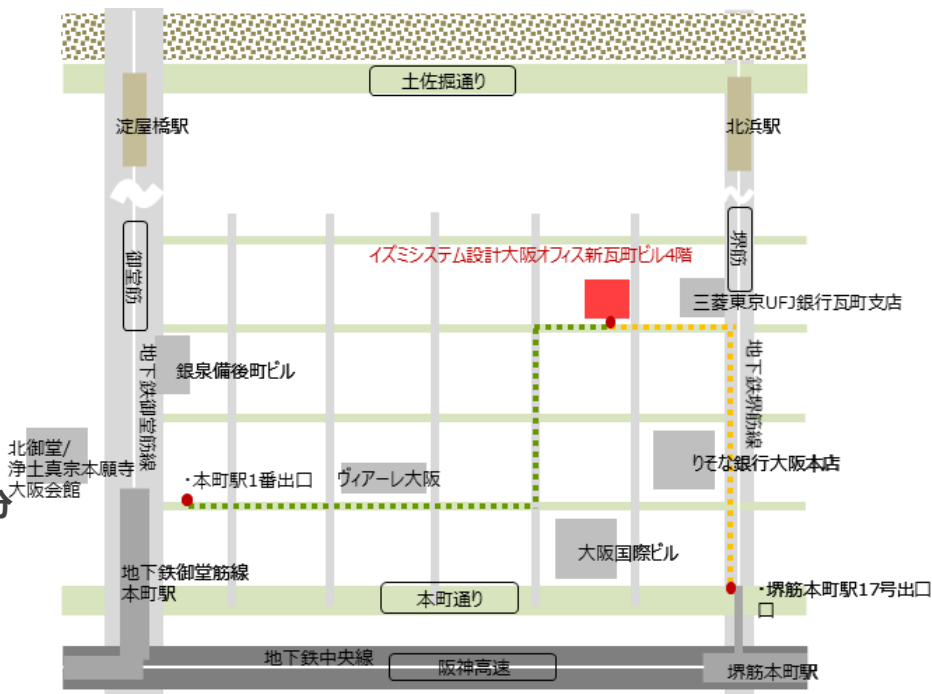 土佐掘通り
淀屋橋駅
北浜駅
御堂筋
堺筋
イズミシステム設計大阪オフィス新瓦町ビル4階
三菱東京UFJ銀行瓦町支店
地下鉄御堂筋線
銀泉備後町ビル
地下鉄堺筋線
北御堂/
浄土真宗本願寺
大阪会館
りそな銀行大阪本店
・本町駅1番出口
ヴィアーレ大阪
分
大阪国際ビル
地下鉄御堂筋線
本町駅
本町通り
・堺筋本町駅17号出口
口
地下鉄中央線
阪神高速
堺筋本町駅